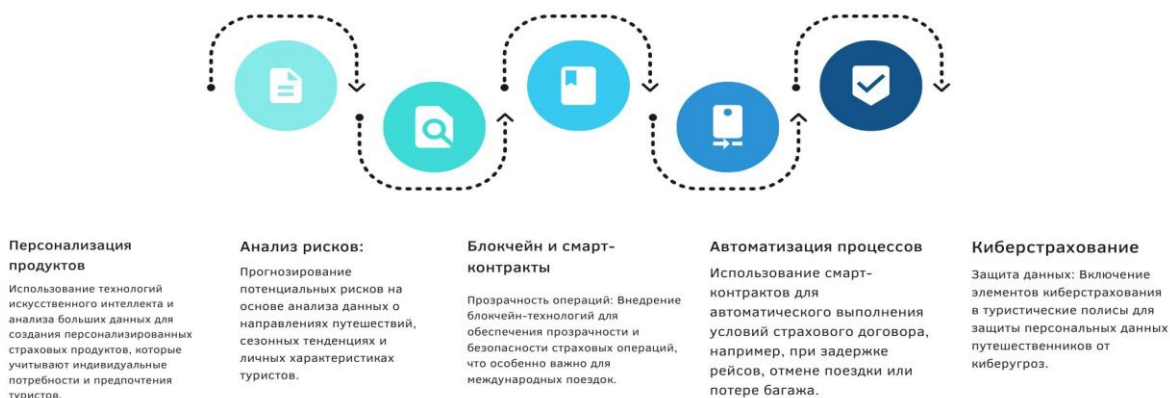 Персонализация
продуктов
Использование технологий
искусственного интеллекта и
анализа больших данных для
создания персонализированных
страховых продуктов, которые
учитывают индивидуальные
потребности и предпочтения
туристов.
Анализ рисков:
Прогнозирование
потенциальных рисков на
основе анализа данных о
направлениях путешествий,
сезонных тенденциях и
личных характеристиках
туристов.
Блокчейн и смарт-
контракты
Прозрачность операций: Внедрение
блокчейн-технологий для
обеспечения прозрачности и
безопасности страховых операций,
что особенно важно для
международных поездок.
Автоматизация процессов
Использование смарт-
контрактов для
автоматического выполнения
условий страхового договора,
например, при задержке
рейсов, отмене поездки или
потере багажа.
Киберстрахование
Защита данных: Включение
элементов киберстрахования
в туристические полисы для
защиты персональных данных
путешественников от
киберугроз.